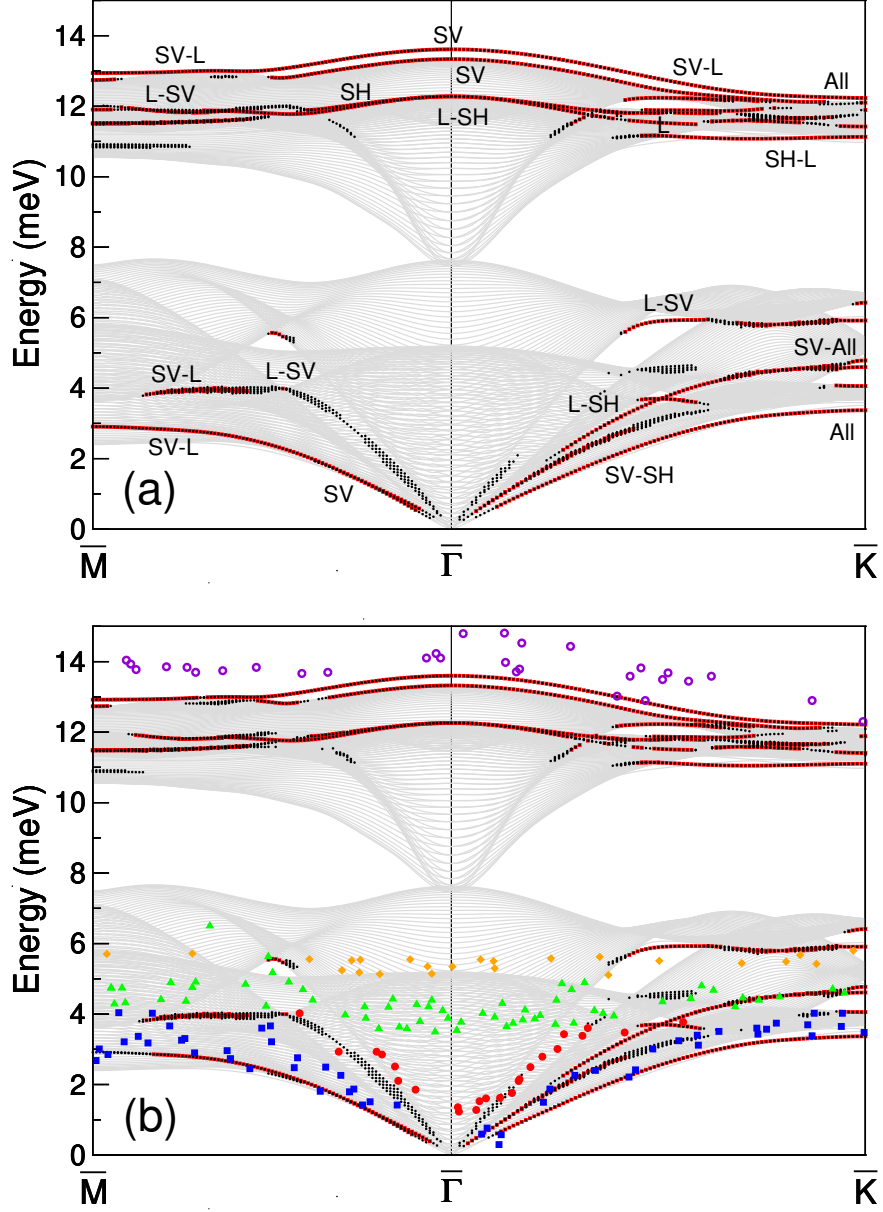 SV
SV-L
SV
SV-L
All
SH
L-SV
L-SH
L
SH-L
14
12
10
8
6
4
2
0
Energy (meV)
L-SV
SV-All
SV-L
L-SV
L-SH
All
SV-L
SV
SV-SH
(a)
M̅
Γ̅
K̅
14
12
10
8
6
4
2
0
Energy (meV)
(b)
M̅
Γ̅
K̅